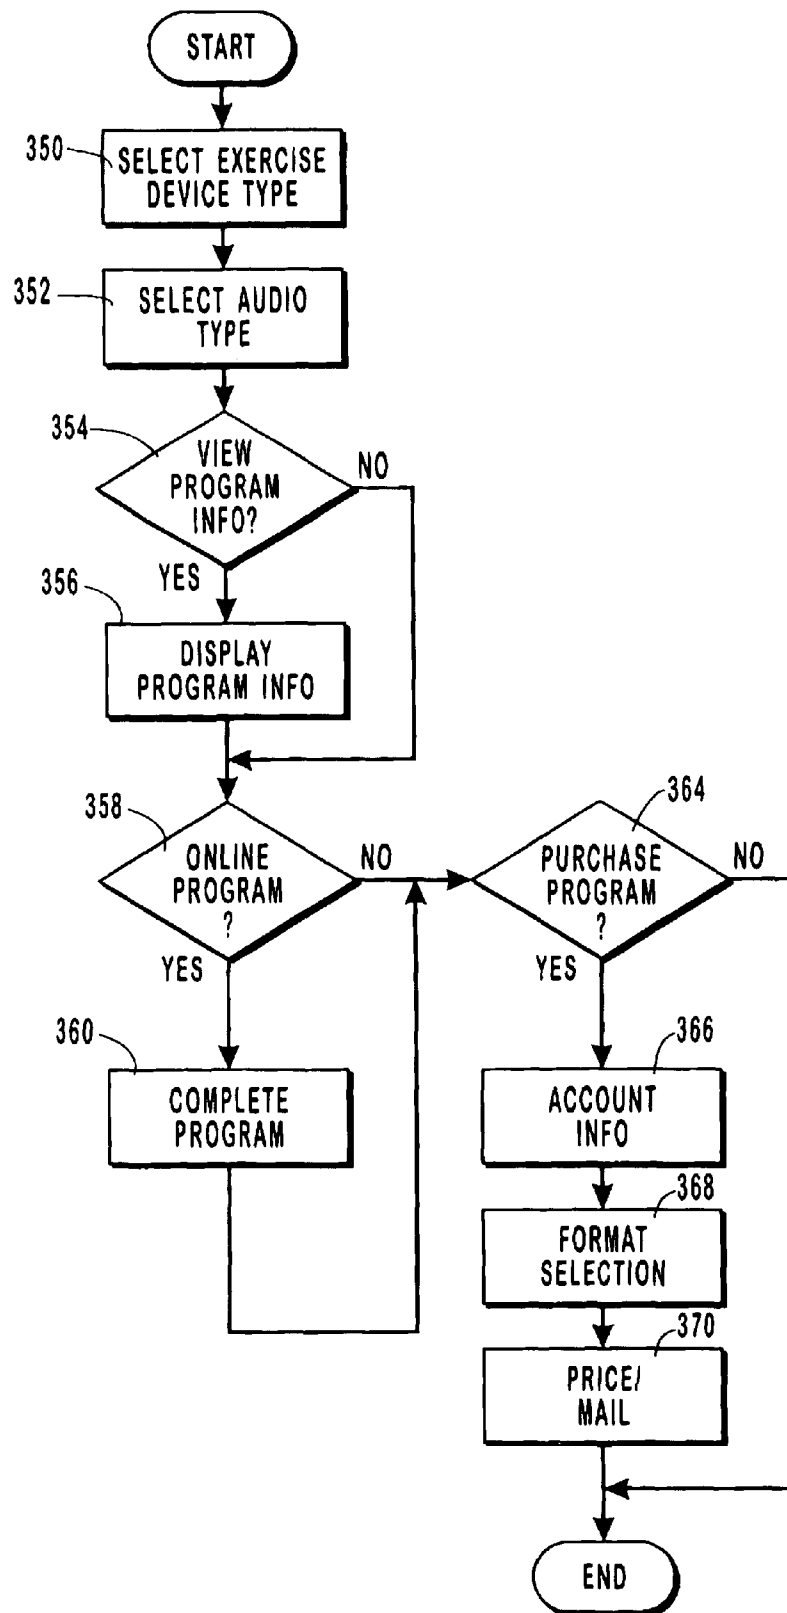 START
350
SELECT EXERCISE
DEVICE TYPE
352
SELECT AUDIO
TYPE
354
VIEW
PROGRAM
INFO?
NO
YES
356
DISPLAY
PROGRAM INFO
358
ONLINE
PROGRAM
?
NO
YES
360
COMPLETE
PROGRAM
364
PURCHASE
PROGRAM
?
NO
YES
366
ACCOUNT
INFO
368
FORMAT
SELECTION
370
PRICE/
MAIL
END